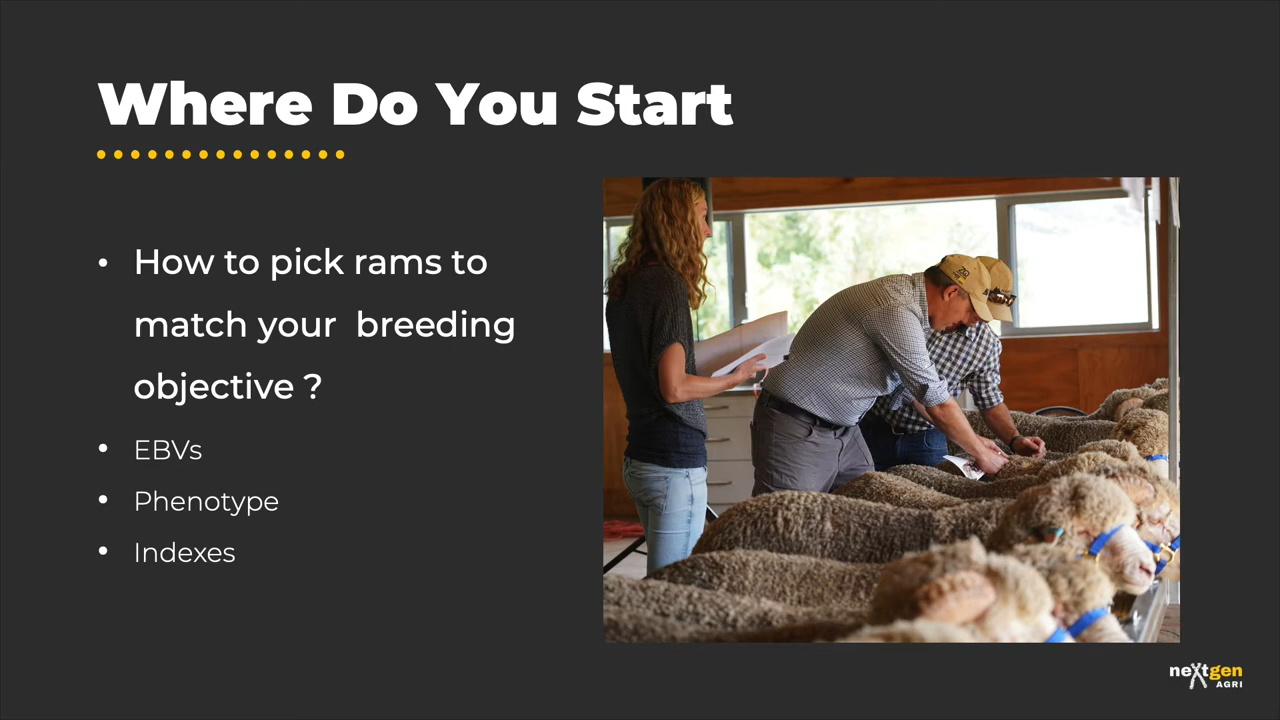 Where Do You Start
• How to pick rams to
match your  breeding
objective ?
• EBVs
• Phenotype
• Indexes
nextgen
AGRI